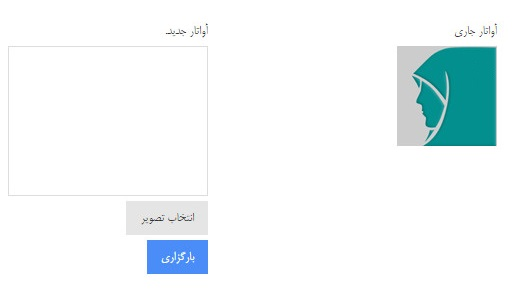 آواتار جاری
آواتار جدید.
انتخاب تصویر
بارگزاری